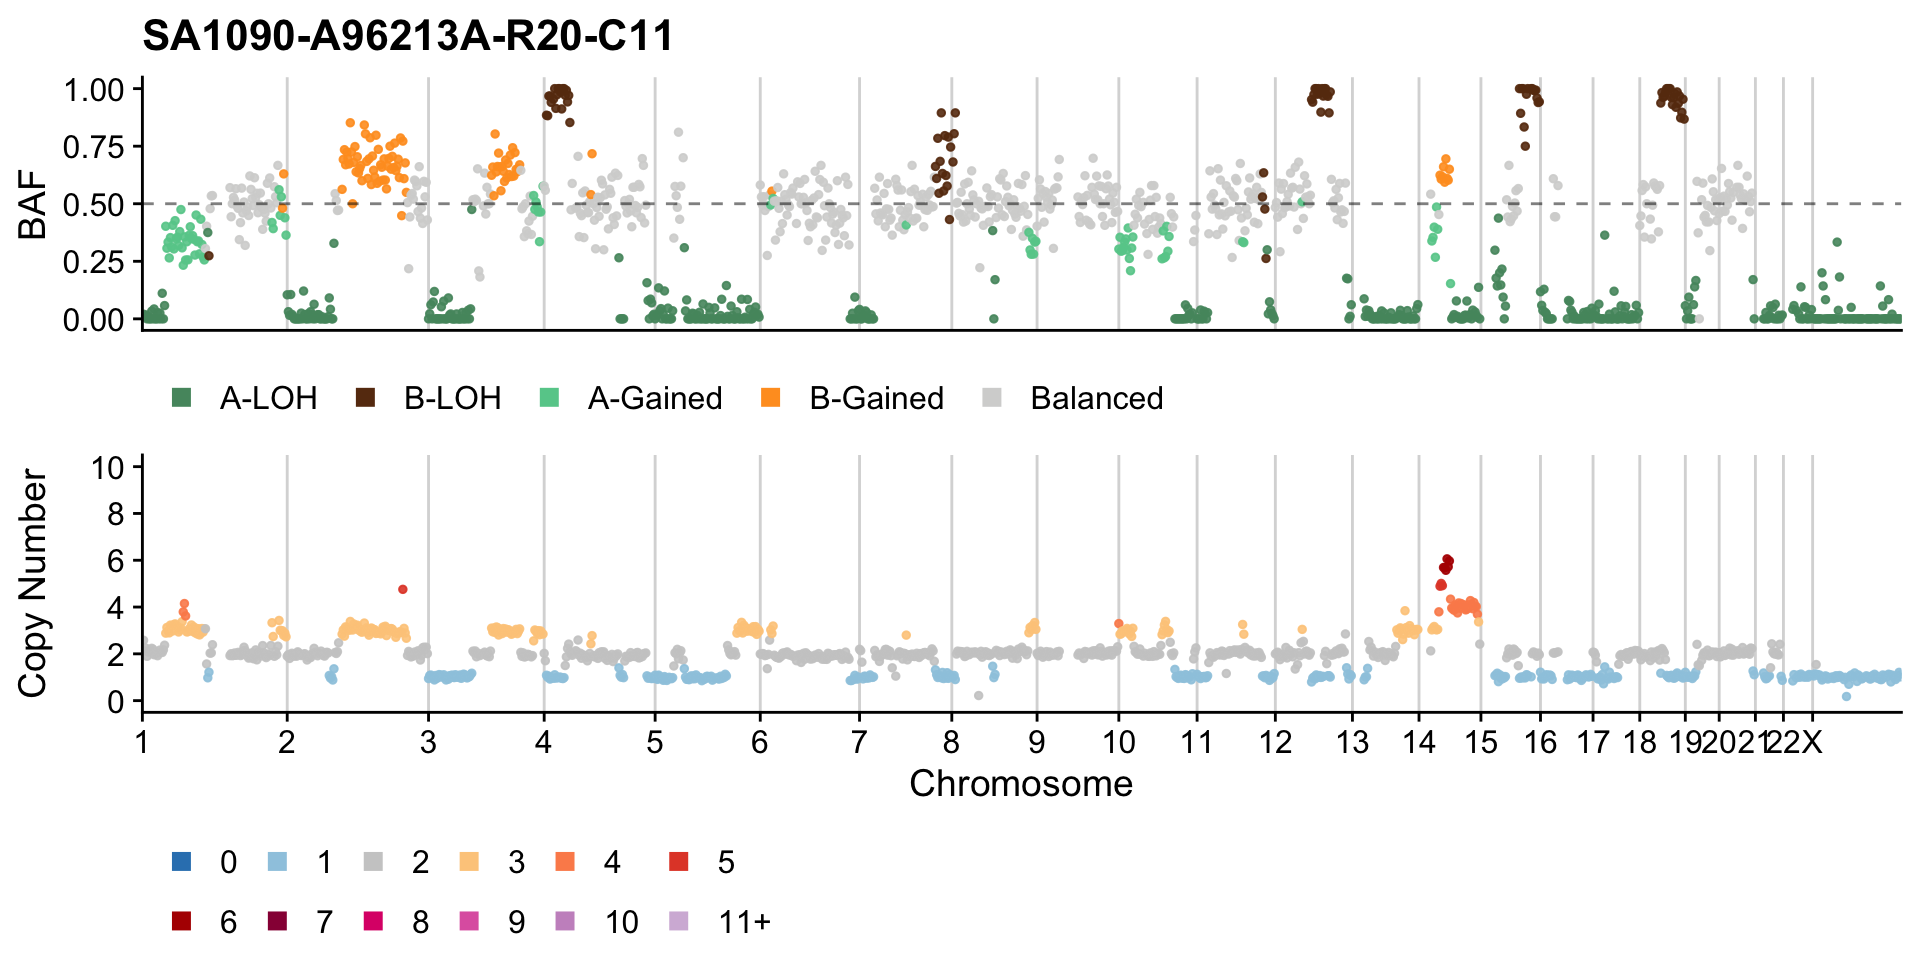 SA1090-A96213A-R20-C11
BAF
1.00
0.75
0.50
0.25
0.00
A-LOH B-LOH A-Gained B-Gained Balanced
Copy Number
10
8
6
4
2
0
1 2 3 4 5 6 7 8 9 10 11 12 13 14 15 16 17 18 19 20 21 22 X
Chromosome
0 1 2 3 4 5
6 7 8 9 10 11+